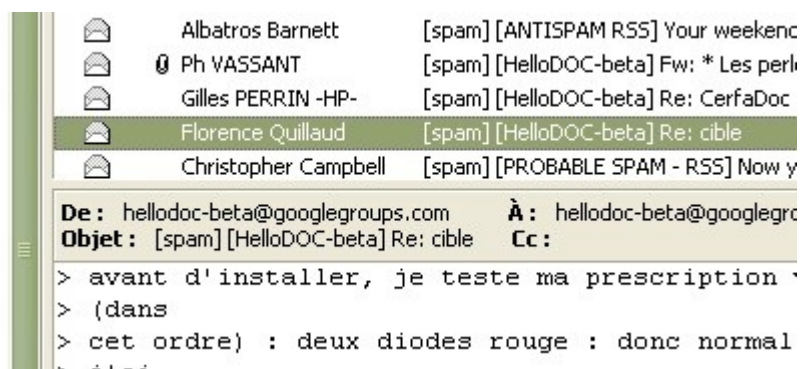 Albatros Barnett [spam] [ANTISPAM RSS] Your weekend
Ph VASSANT [spam] [HelloDOC-beta] Fw: * Les perl
Gilles PERRIN -HP- [spam] [HelloDOC-beta] Re: CerfaDoc
Florence Quillaud [spam] [HelloDOC-beta] Re: cible
Christopher Campbell [spam] [PROBABLE SPAM - RSS] Now y
De : hellodoc-beta@googlegroups.com À : hellodoc-beta@googlegro
Objet : [spam] [HelloDOC-beta] Re: cible Cc :
> avant d'installer, je teste ma prescription
> (dans
> cet ordre) : deux diodes rouge : donc normal